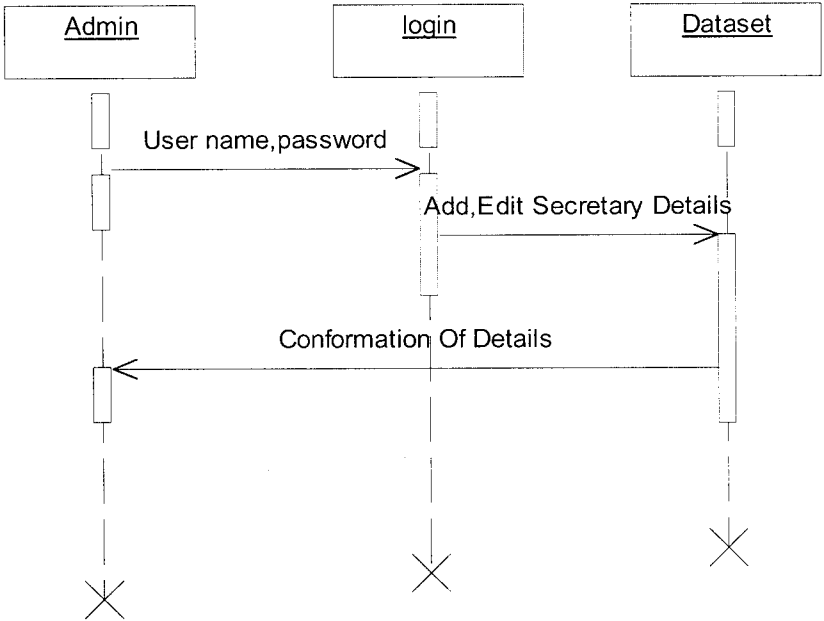 Admin
login
Dataset
User name,password
Add,Edit Secretary Details
Conformation Of Details